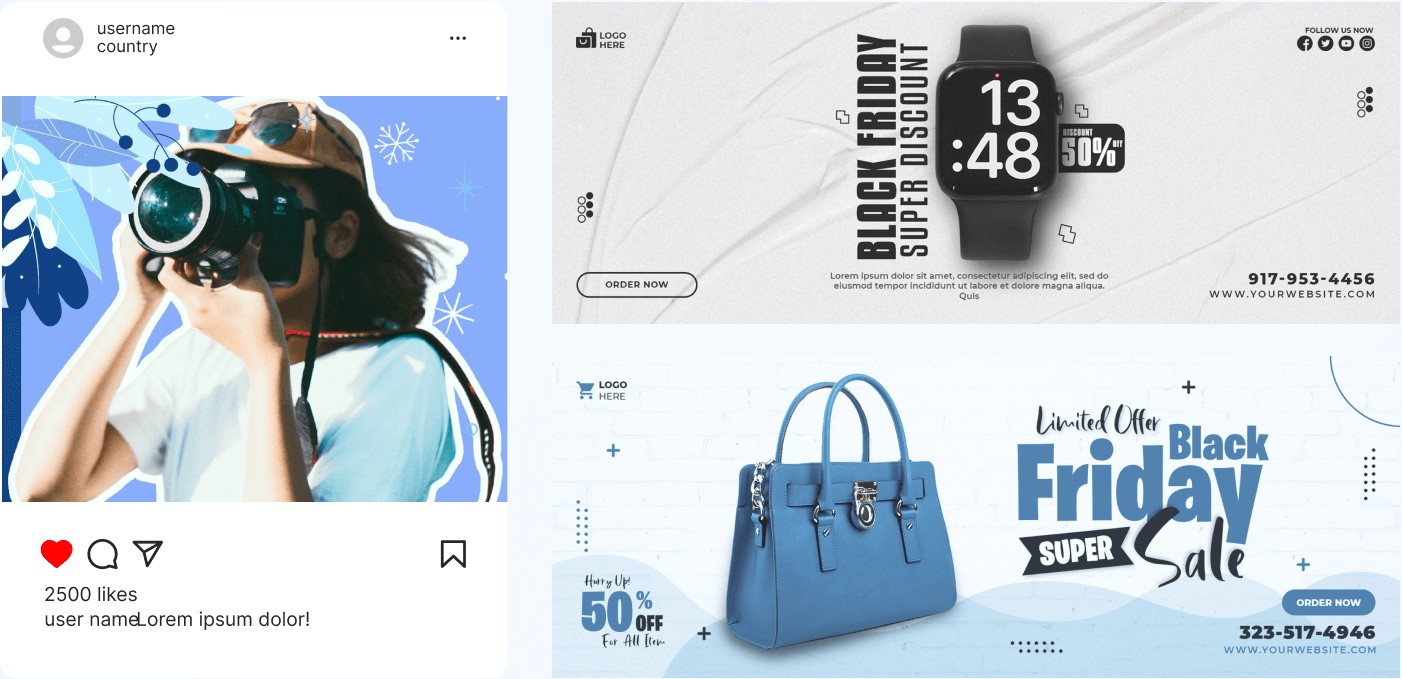 username
country
2500 likes
user nameLorem ipsum dolor!
LOGO
HERE
BLACK FRIDAY
SUPER DISCOUNT
13
:48
DISCOUNT
50% OFF
FOLLOW US NOW
Lorem ipsum dolor sit amet, consectetur adipiscing elit, sed do
eiusmod tempor incididunt ut labore et dolore magna aliqua.
Quis
ORDER NOW
917-953-4456
WWW.YOURWEBSITE.COM
LOGO
HERE
Limited Offer
Black
Friday
SUPER Sale
Hurry Up!
50% OFF
For All Item
ORDER NOW
323-517-4946
WWW.YOURWEBSITE.COM